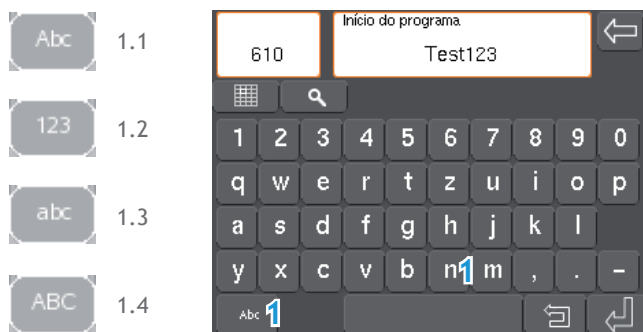 Abc 1.1
123 1.2
abc 1.3
ABC 1.4
Início do programa
610 Test123
1 2 3 4 5 6 7 8 9 0
q w e r t z u i o p
a s d f g h j k l
y x c v b n 1 m , . -
Abc 1